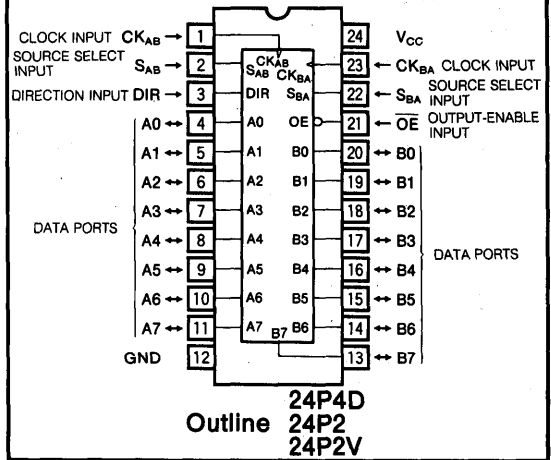 CLOCK INPUT CKAB → 1 24 VCC
SOURCE SELECT INPUT SAB → 2 23 ← CKBA CLOCK INPUT
DIRECTION INPUT DIR → 3 22 ← SBA SOURCE SELECT INPUT
A0 ↔ 4 21 ← OE OUTPUT-ENABLE INPUT
A1 ↔ 5 20 ↔ B0
A2 ↔ 6 19 ↔ B1
A3 ↔ 7 18 ↔ B2
DATA PORTS
A4 ↔ 8 17 ↔ B3
DATA PORTS
A5 ↔ 9 16 ↔ B4
A6 ↔ 10 15 ↔ B5
A7 ↔ 11 14 ↔ B6
GND 12 13 ↔ B7
CKAB
SAB CKBA
DIR SBA
A0 OE
A1 B0
A2 B1
A3 B2
A4 B3
A5 B4
A6 B5
A7 B7 B6
24P4D
Outline 24P2
24P2V